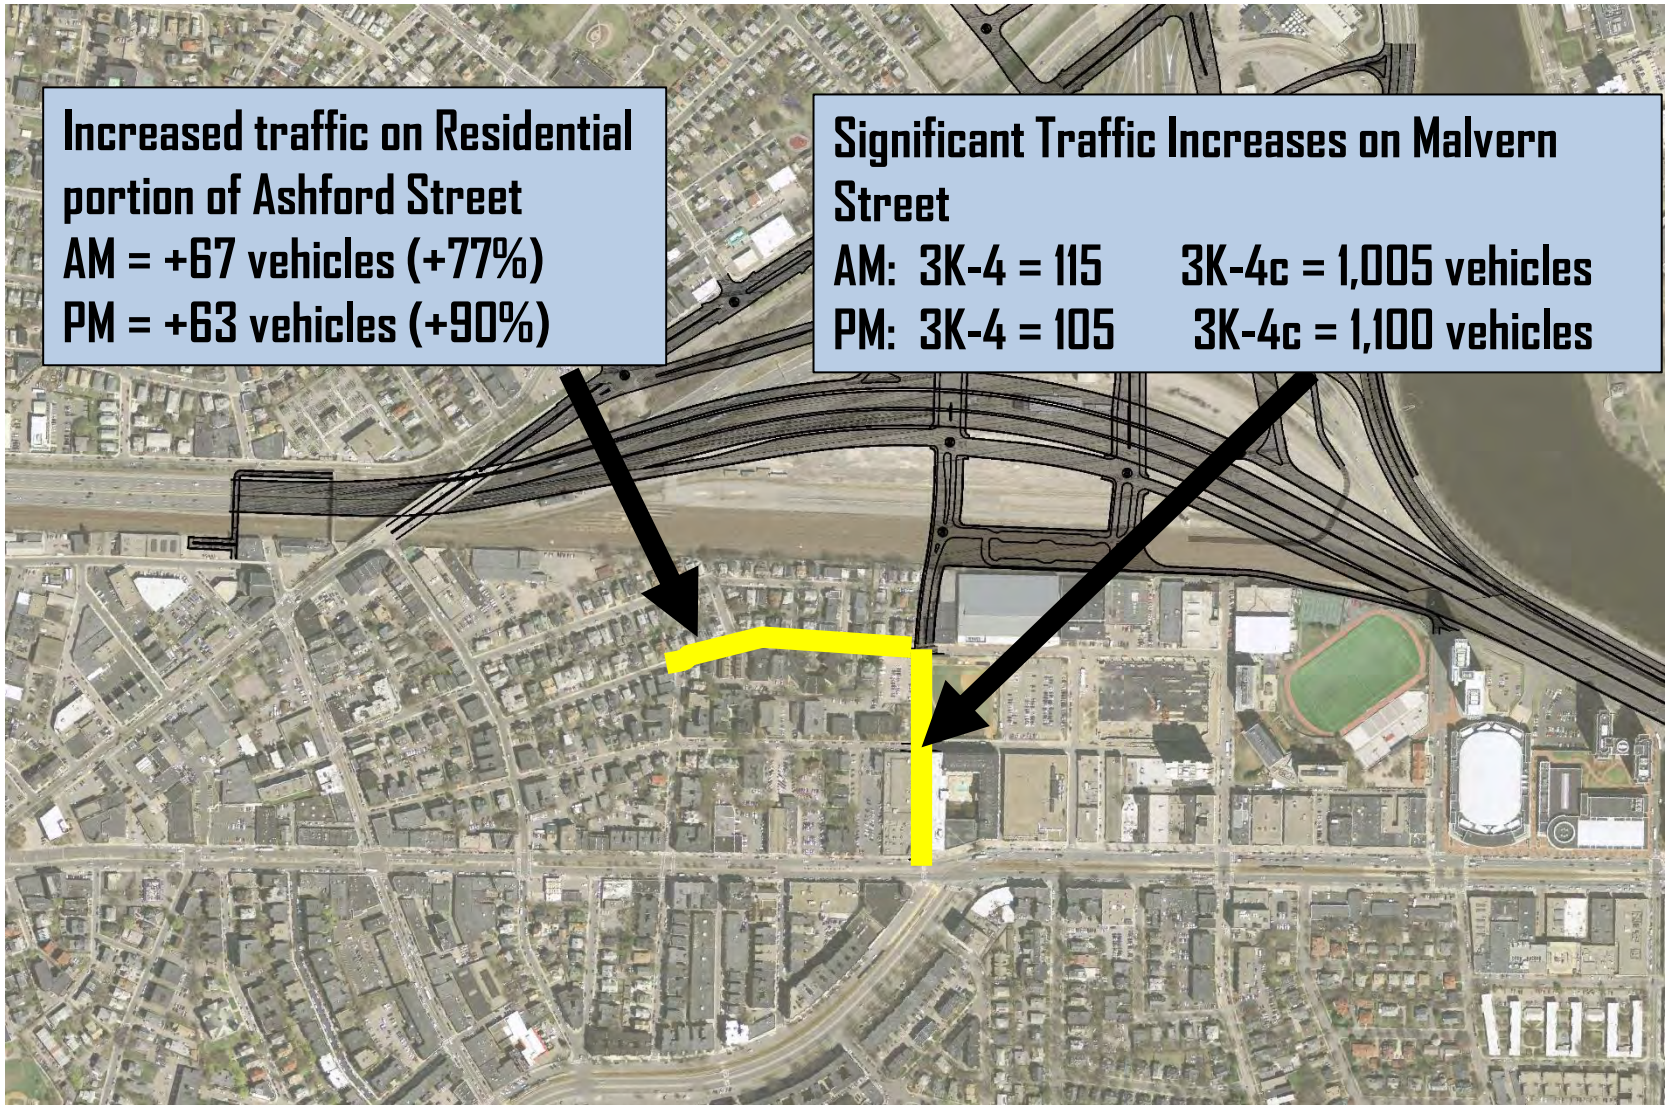 Increased traffic on Residential
portion of Ashford Street
AM = +67 vehicles (+77%)
PM = +63 vehicles (+90%)
Significant Traffic Increases on Malvern
Street
AM: 3K-4 = 115 3K-4c = 1,005 vehicles
PM: 3K-4 = 105 3K-4c = 1,100 vehicles